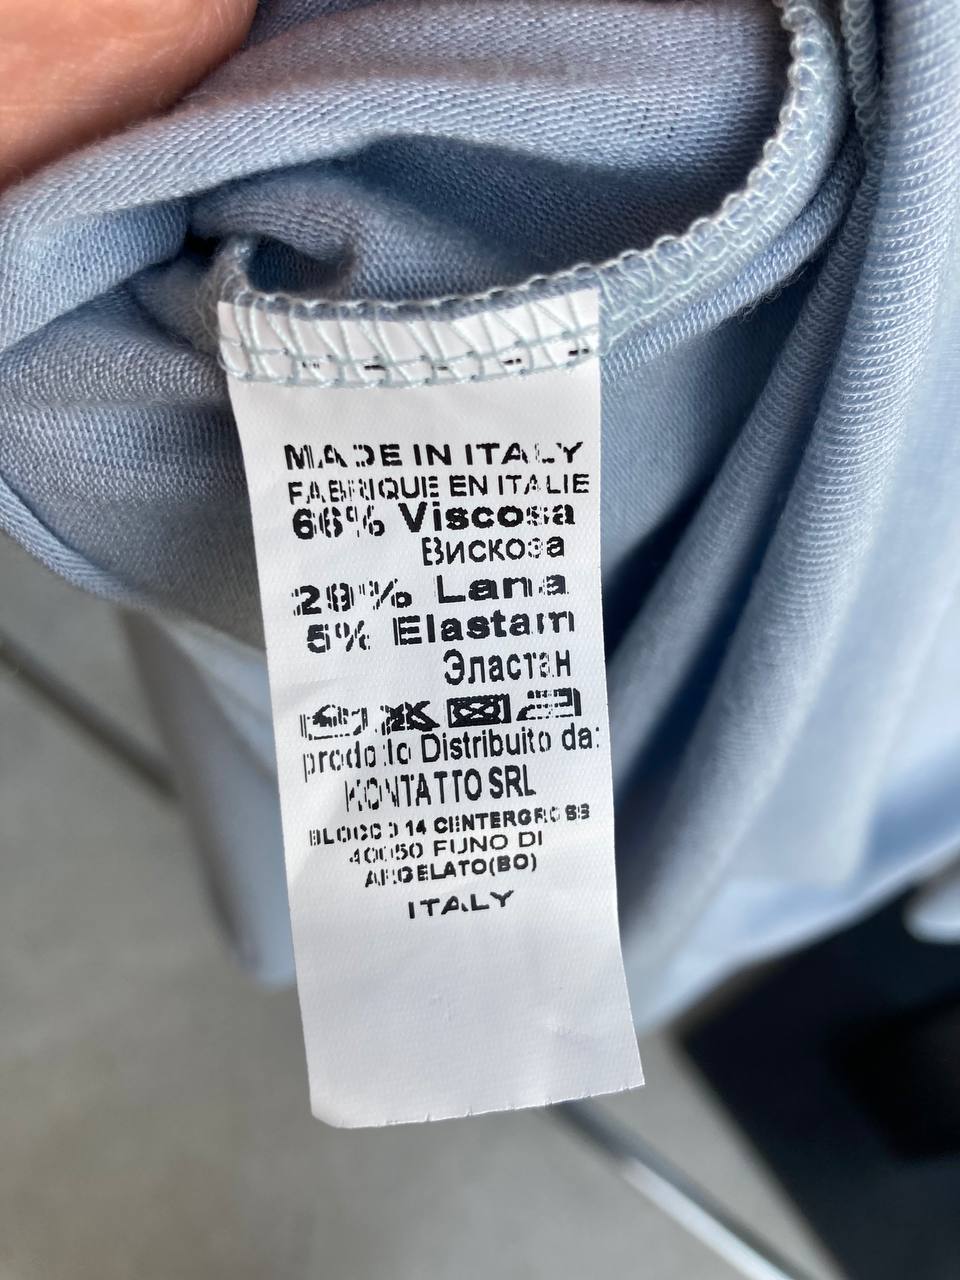 MADE IN ITALY
FABRIQUE EN ITALIE
66% Viscosa
Вискоза
29% Lana
5% Elastam
Эластан
prodotto Distribuito da:
KONTATTO SRL
BLOCCO 14 CENTERGROSS
40050 FUNO DI
ARGELATO(BO)
ITALY